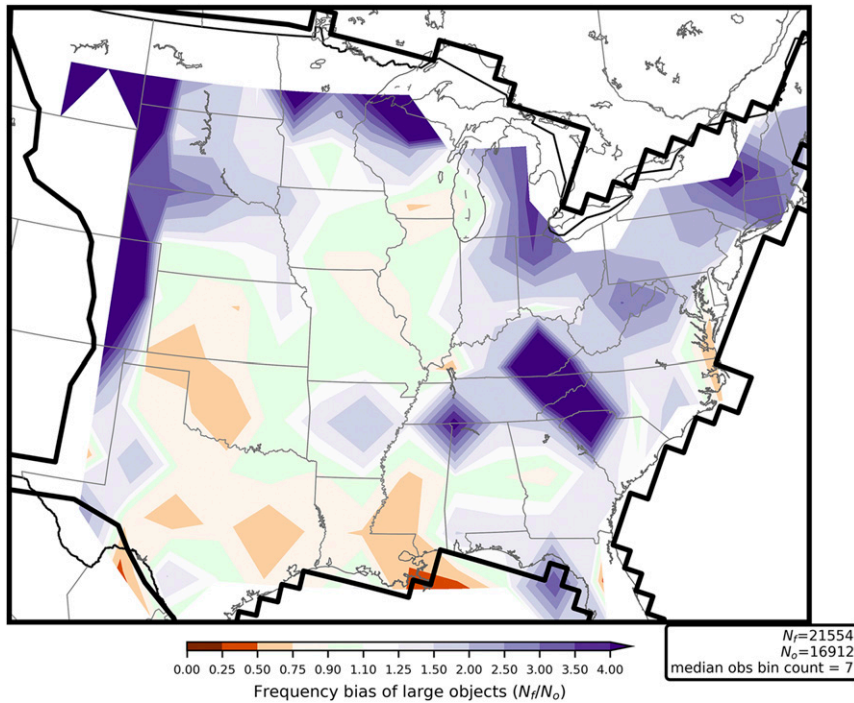 0.00 0.25 0.50 0.75 0.90 1.10 1.25 1.50 2.00 2.50 3.00 3.50 4.00
Frequency bias of large objects (N_f/N_o)
N_f=21554
N_o=16912
median obs bin count = 7